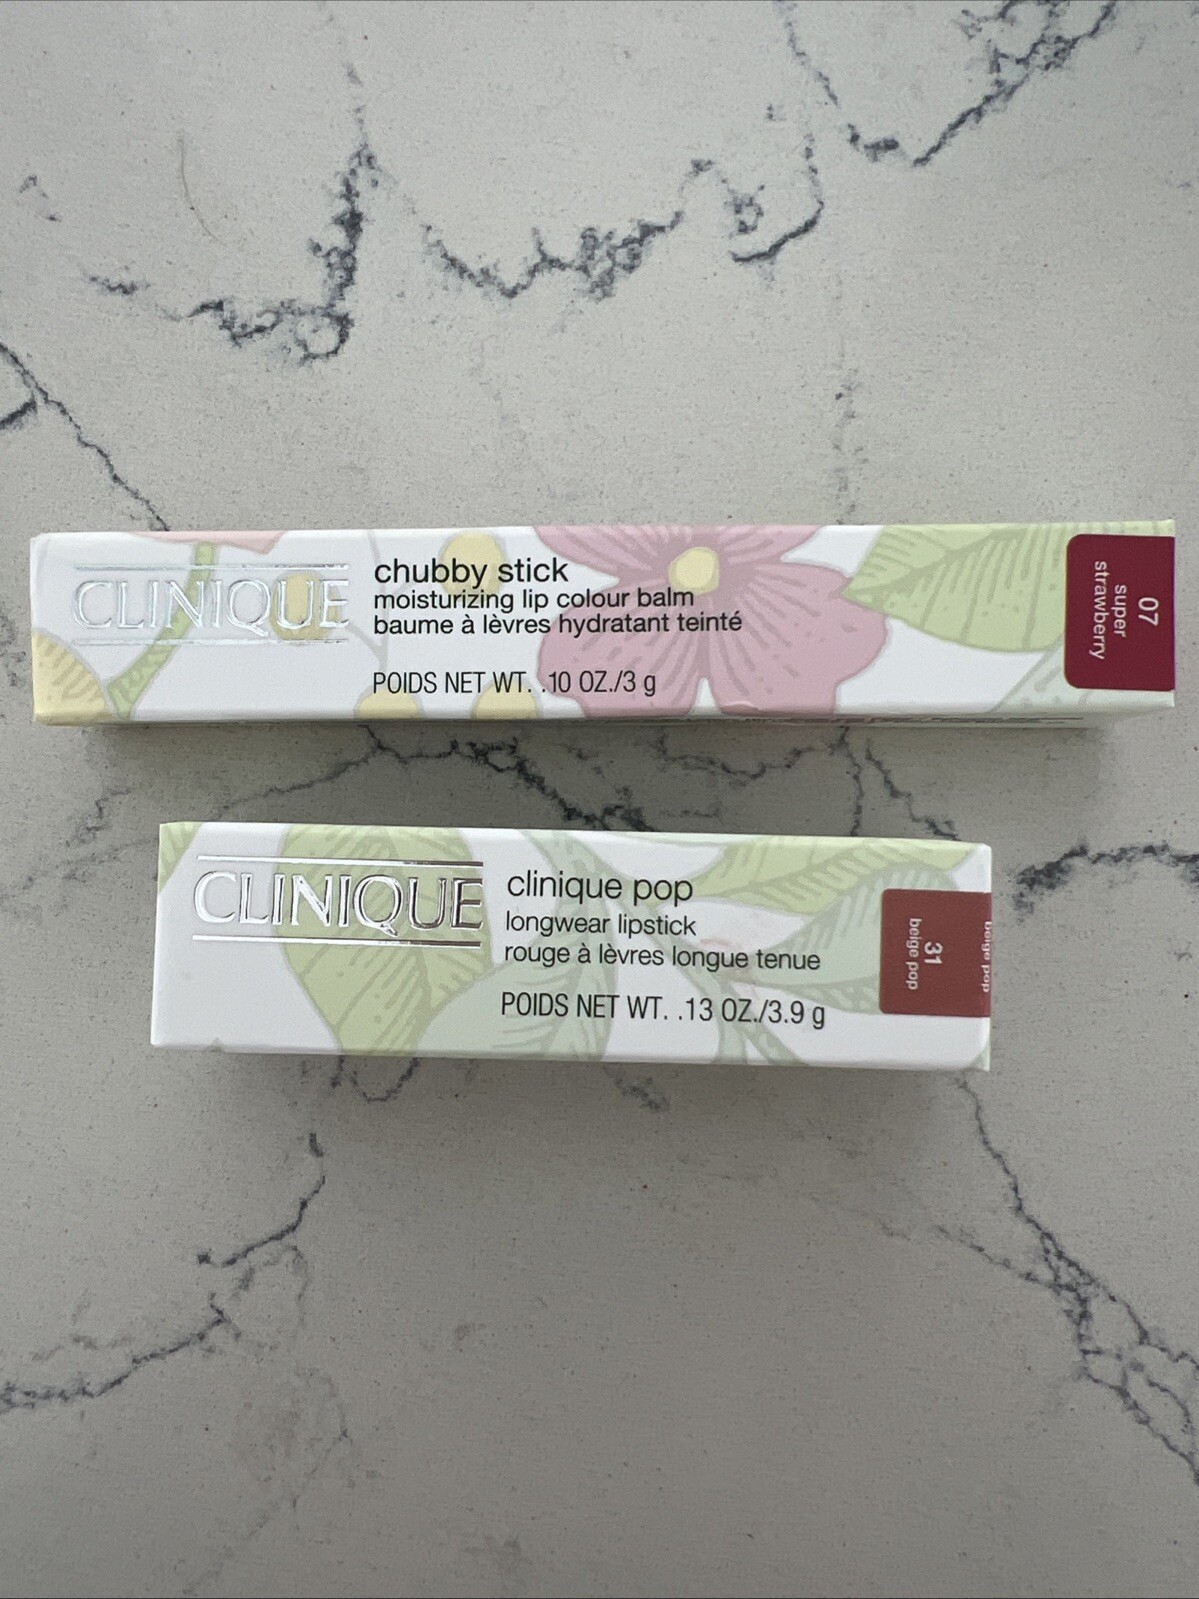 CLINIQUE
chubby stick
moisturizing lip colour balm
baume à lèvres hydratant teinté
POIDS NET WT. .10 OZ./3 g
07
super
strawberry
CLINIQUE
clinique pop
longwear lipstick
rouge à lèvres longue tenue
POIDS NET WT. .13 OZ./3.9 g
31
beige pop
beige pop